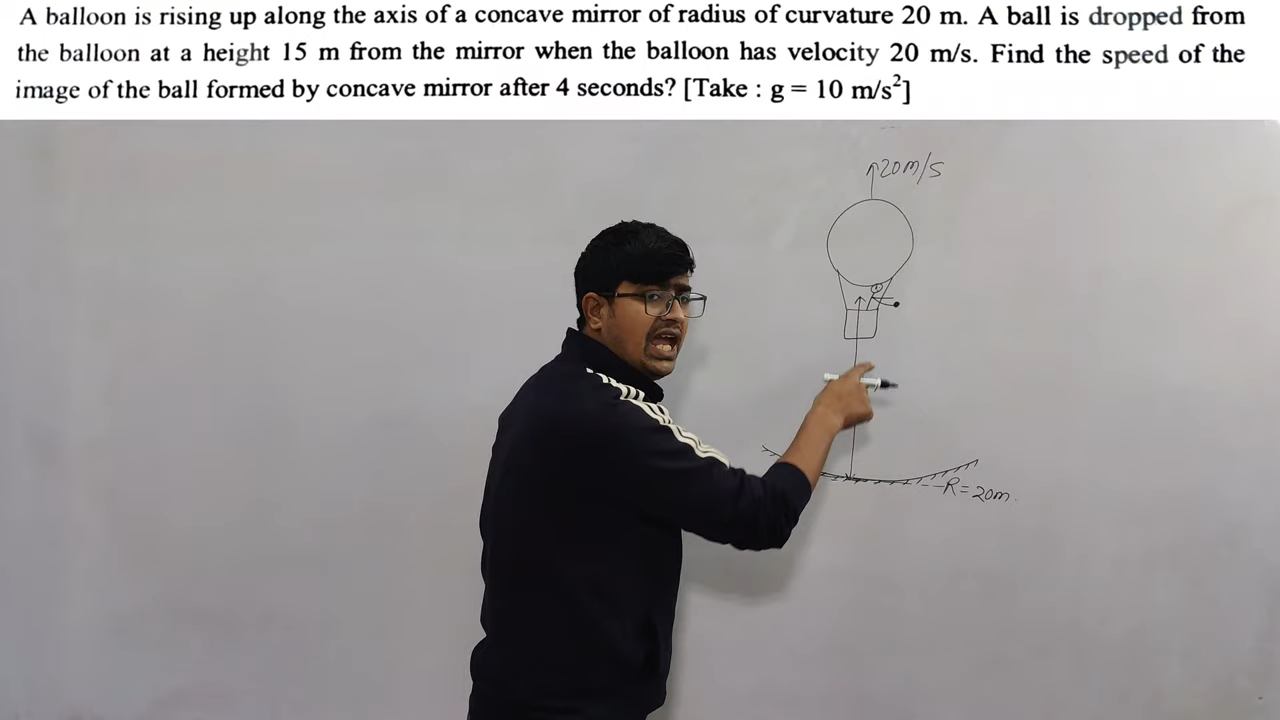 A balloon is rising up along the axis of a concave mirror of radius of curvature 20 m. A ball is dropped from
the balloon at a height 15 m from the mirror when the balloon has velocity 20 m/s. Find the speed of the
image of the ball formed by concave mirror after 4 seconds? [Take : g = 10 m/s²]
20m/s
R=20m.